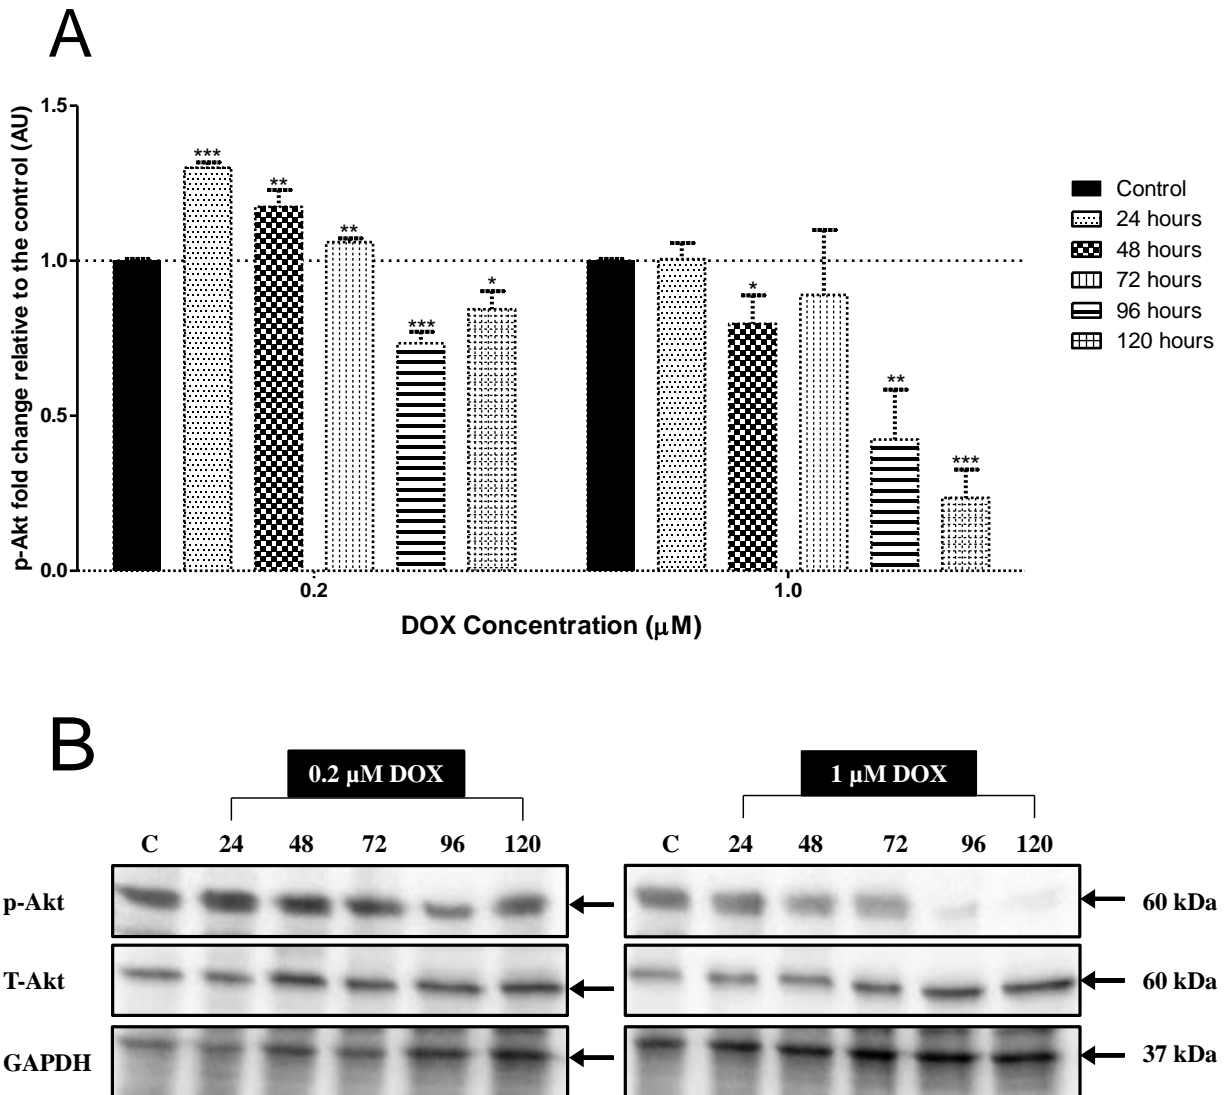 A
p-Akt fold change relative to the control (AU)
1.5
1.0
0.5
0.0
***
**
**
***
*
*
**
***
0.2
1.0
DOX Concentration (μM)
Control
24 hours
48 hours
72 hours
96 hours
120 hours
B
0.2 μM DOX
1 μM DOX
C 24 48 72 96 120
C 24 48 72 96 120
p-Akt
60 kDa
T-Akt
60 kDa
GAPDH
37 kDa